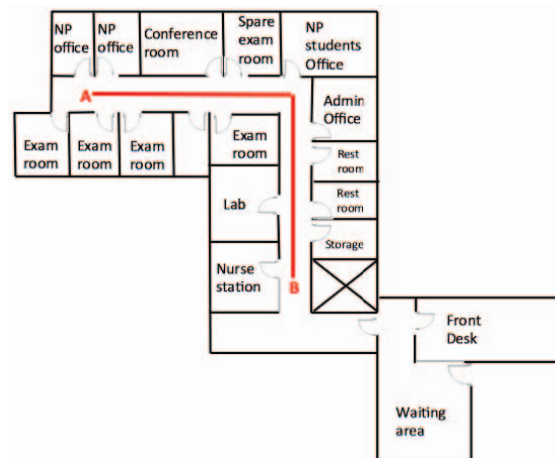 NP
office
NP
office
Conference
room
Spare
exam
room
NP
students
Office
A
Admin
Office
Exam
room
Exam
room
Exam
room
Exam
room
Rest
room
Rest
room
Lab
Storage
Nurse
station
B
Front
Desk
Waiting
area